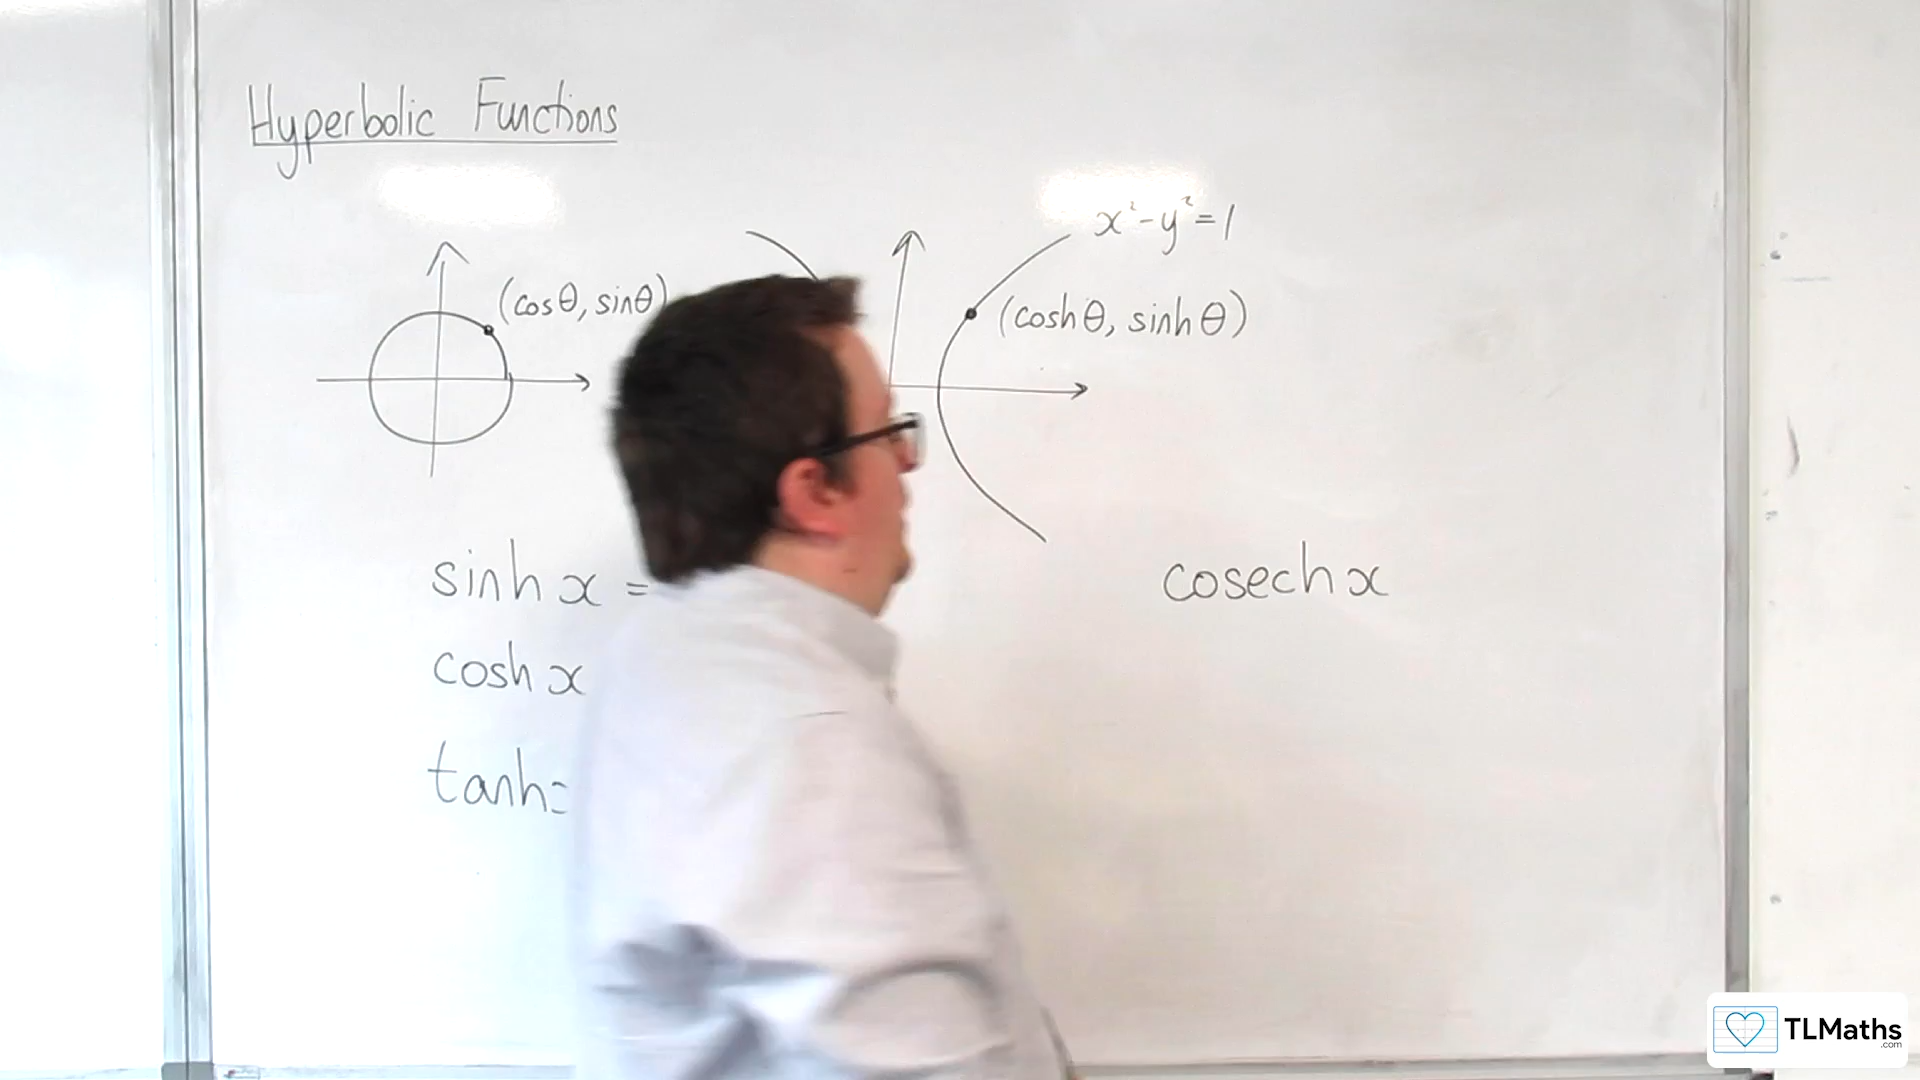 Hyperbolic Functions
x²-y²=1
(cosθ, sinθ)
(coshθ, sinhθ)
sinh x =
cosech x
cosh x
tanh=
TLMaths
.com